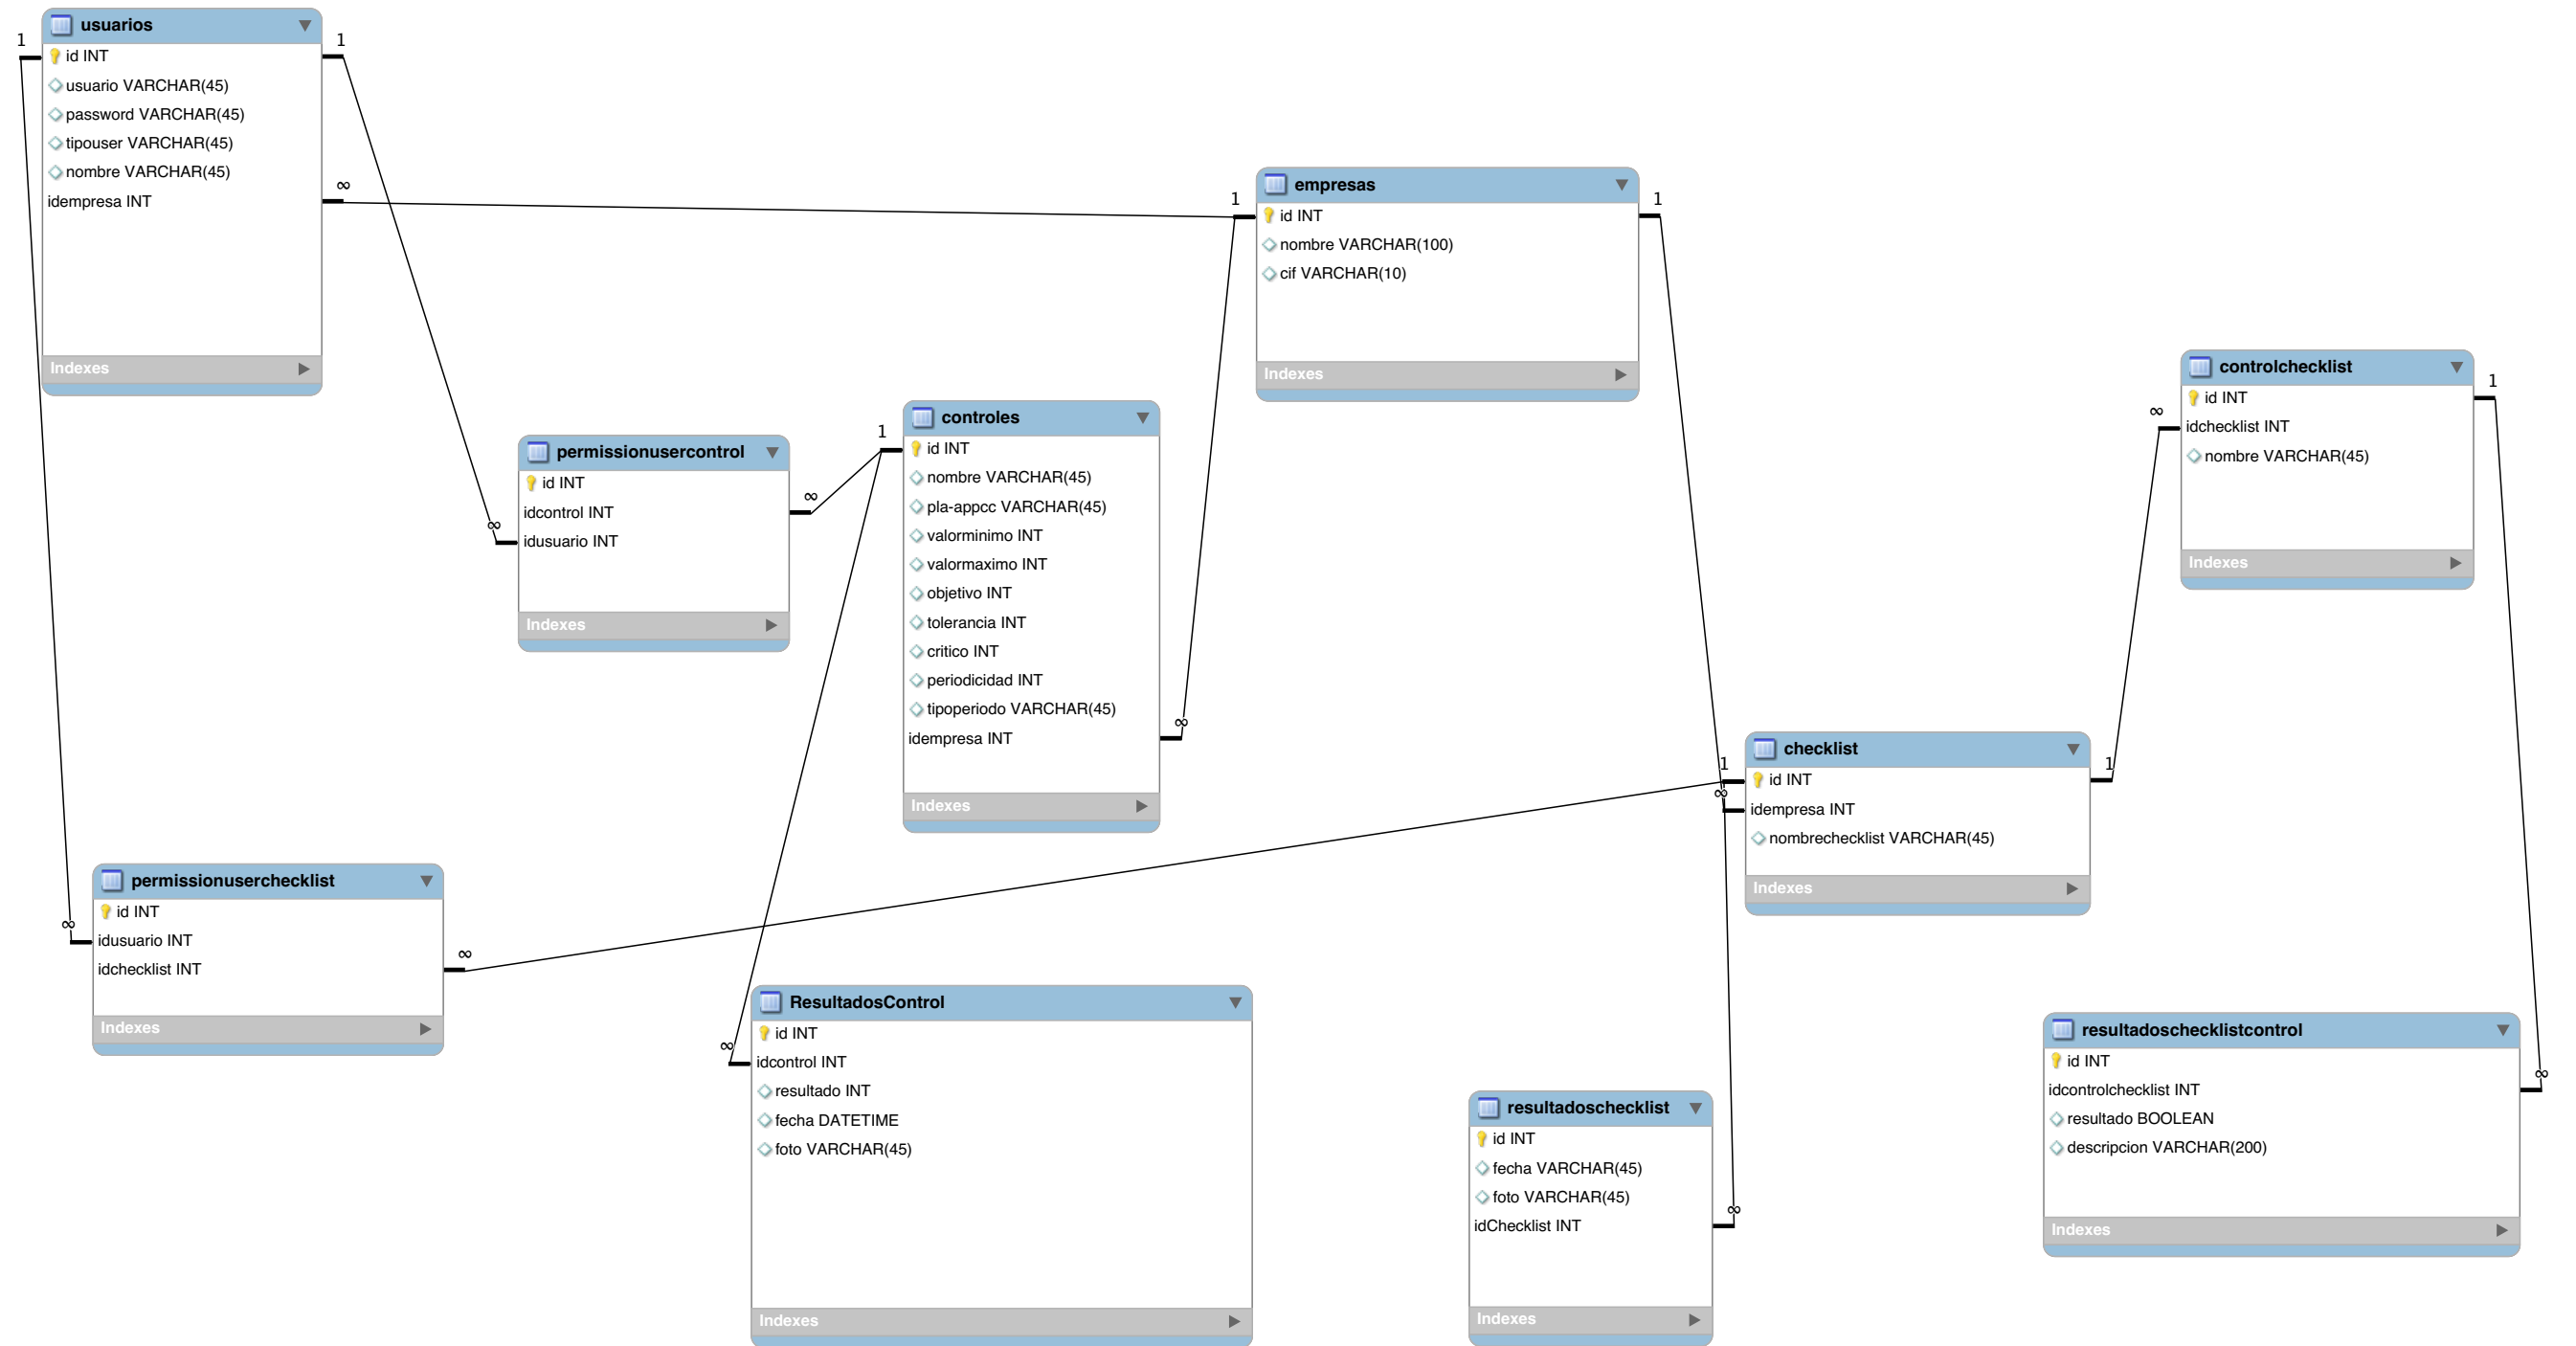 usuarios
id INT
usuario VARCHAR(45)
password VARCHAR(45)
tipouser VARCHAR(45)
nombre VARCHAR(45)
idempresa INT
Indexes
1
1
∞
empresas
id INT
nombre VARCHAR(100)
cif VARCHAR(10)
Indexes
1
1
controlchecklist
id INT
idchecklist INT
nombre VARCHAR(45)
Indexes
∞
1
permissionusercontrol
id INT
idcontrol INT
idusuario INT
Indexes
∞
∞
controles
id INT
nombre VARCHAR(45)
pla-appcc VARCHAR(45)
valorminimo INT
valormaximo INT
objetivo INT
tolerancia INT
critico INT
periodicidad INT
tipoperiodo VARCHAR(45)
idempresa INT
Indexes
1
∞
checklist
id INT
idempresa INT
nombrechecklist VARCHAR(45)
Indexes
1
∞
1
permissionuserchecklist
id INT
idusuario INT
idchecklist INT
Indexes
∞
∞
ResultadosControl
id INT
idcontrol INT
resultado INT
fecha DATETIME
foto VARCHAR(45)
Indexes
∞
resultadoschecklist
id INT
fecha VARCHAR(45)
foto VARCHAR(45)
idChecklist INT
Indexes
∞
resultadoschecklistcontrol
id INT
idcontrolchecklist INT
resultado BOOLEAN
descripcion VARCHAR(200)
Indexes
∞